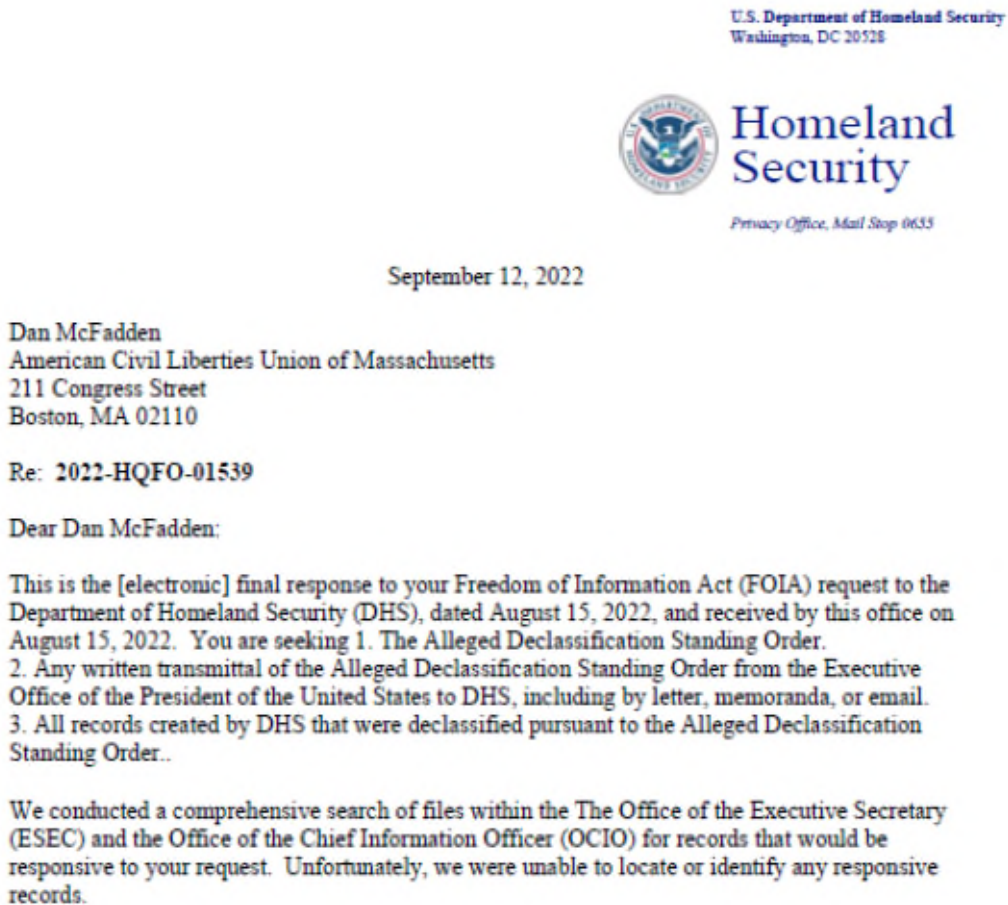 U.S. Department of Homeland Security
Washington, DC 20528
U.S. DEPARTMENT OF
HOMELAND SECURITY
Homeland
Security
Privacy Office, Mail Stop 0655
September 12, 2022
Dan McFadden
American Civil Liberties Union of Massachusetts
211 Congress Street
Boston, MA 02110
Re: 2022-HQFO-01539
Dear Dan McFadden:
This is the [electronic] final response to your Freedom of Information Act (FOIA) request to the
Department of Homeland Security (DHS), dated August 15, 2022, and received by this office on
August 15, 2022. You are seeking 1. The Alleged Declassification Standing Order.
2. Any written transmittal of the Alleged Declassification Standing Order from the Executive
Office of the President of the United States to DHS, including by letter, memoranda, or email.
3. All records created by DHS that were declassified pursuant to the Alleged Declassification
Standing Order..
We conducted a comprehensive search of files within the The Office of the Executive Secretary
(ESEC) and the Office of the Chief Information Officer (OCIO) for records that would be
responsive to your request. Unfortunately, we were unable to locate or identify any responsive
records.